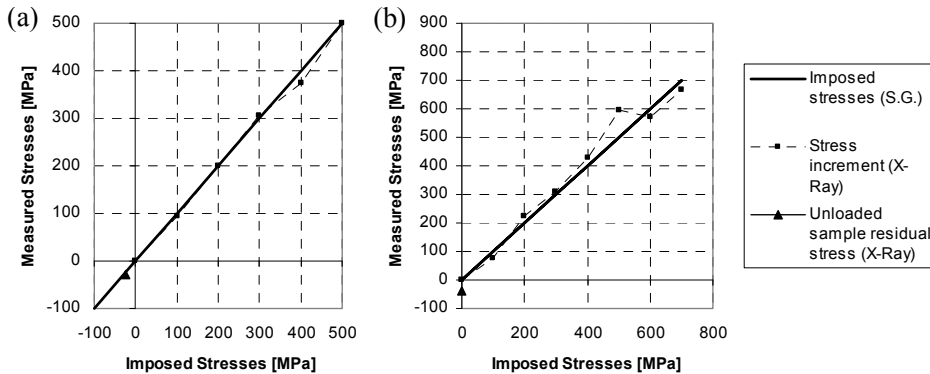 (a)
500
400
300
200
100
0
-100
Measured Stresses [MPa]
-100 0 100 200 300 400 500
Imposed Stresses [MPa]
(b)
900
800
700
600
500
400
300
200
100
0
-100
Measured Stresses [MPa]
0 200 400 600 800
Imposed Stresses [MPa]
Imposed
stresses (S.G.)
Stress
increment (X-
Ray)
Unloaded
sample residual
stress (X-Ray)